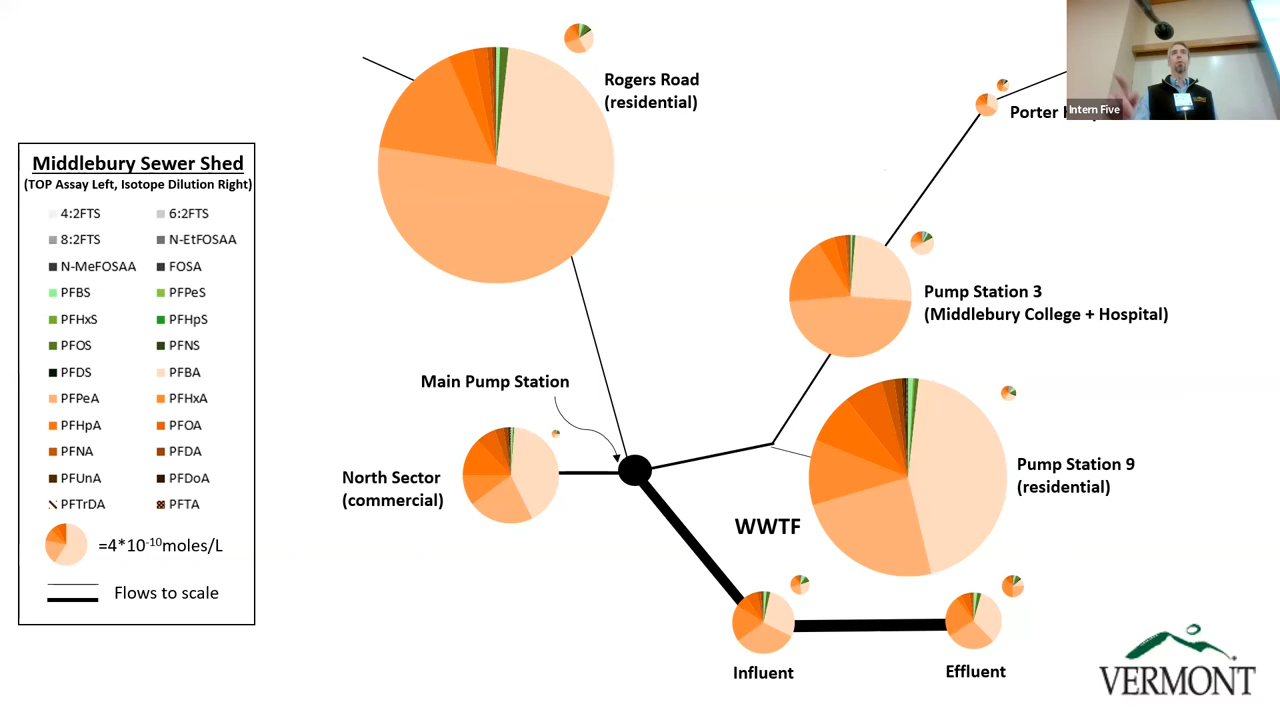 Rogers Road
(residential)
Porter
Intern Five
Middlebury Sewer Shed
(TOP Assay Left, Isotope Dilution Right)
4:2FTS
6:2FTS
8:2FTS
N-EtFOSAA
N-MeFOSAA
FOSA
PFBS
PFPeS
PFHxS
PFHpS
PFOS
PFNS
PFDS
PFBA
PFPeA
PFHxA
PFHpA
PFOA
PFNA
PFDA
PFUnA
PFDoA
PFTrDA
PFTA
=4*10⁻¹⁰moles/L
Flows to scale
Pump Station 3
(Middlebury College + Hospital)
Main Pump Station
North Sector
(commercial)
Pump Station 9
(residential)
WWTF
Influent
Effluent
VERMONT